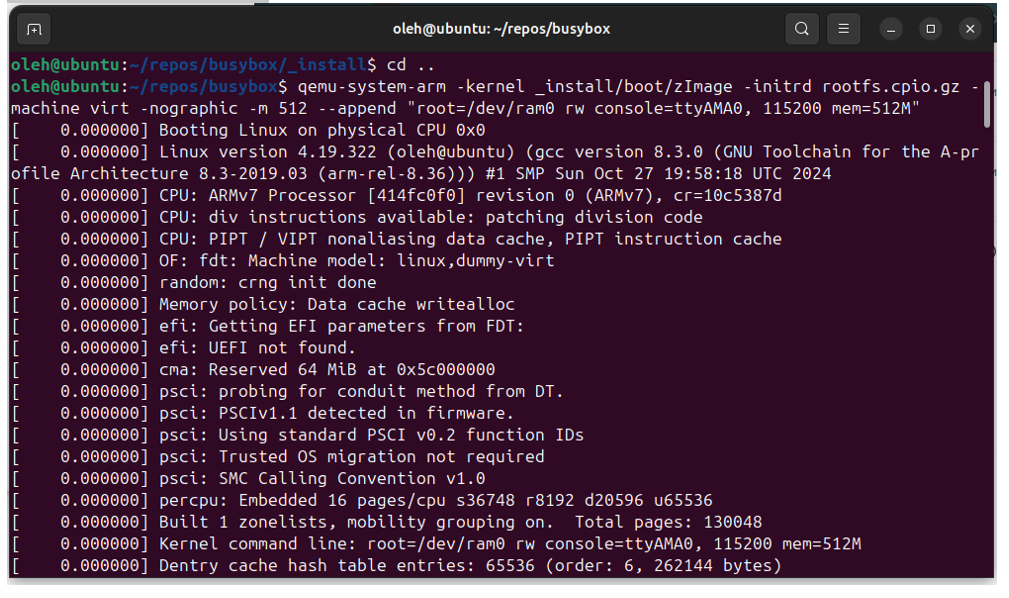 oleh@ubuntu: ~/repos/busybox
oleh@ubuntu:~/repos/busybox/_install$ cd ..
oleh@ubuntu:~/repos/busybox$ qemu-system-arm -kernel _install/boot/zImage -initrd rootfs.cpio.gz -
machine virt -nographic -m 512 --append "root=/dev/ram0 rw console=ttyAMA0, 115200 mem=512M"
[    0.000000] Booting Linux on physical CPU 0x0
[    0.000000] Linux version 4.19.322 (oleh@ubuntu) (gcc version 8.3.0 (GNU Toolchain for the A-pr
ofile Architecture 8.3-2019.03 (arm-rel-8.36))) #1 SMP Sun Oct 27 19:58:18 UTC 2024
[    0.000000] CPU: ARMv7 Processor [414fc0f0] revision 0 (ARMv7), cr=10c5387d
[    0.000000] CPU: div instructions available: patching division code
[    0.000000] CPU: PIPT / VIPT nonaliasing data cache, PIPT instruction cache
[    0.000000] OF: fdt: Machine model: linux,dummy-virt
[    0.000000] random: crng init done
[    0.000000] Memory policy: Data cache writealloc
[    0.000000] efi: Getting EFI parameters from FDT:
[    0.000000] efi: UEFI not found.
[    0.000000] cma: Reserved 64 MiB at 0x5c000000
[    0.000000] psci: probing for conduit method from DT.
[    0.000000] psci: PSCIv1.1 detected in firmware.
[    0.000000] psci: Using standard PSCI v0.2 function IDs
[    0.000000] psci: Trusted OS migration not required
[    0.000000] psci: SMC Calling Convention v1.0
[    0.000000] percpu: Embedded 16 pages/cpu s36748 r8192 d20596 u65536
[    0.000000] Built 1 zonelists, mobility grouping on.  Total pages: 130048
[    0.000000] Kernel command line: root=/dev/ram0 rw console=ttyAMA0, 115200 mem=512M
[    0.000000] Dentry cache hash table entries: 65536 (order: 6, 262144 bytes)